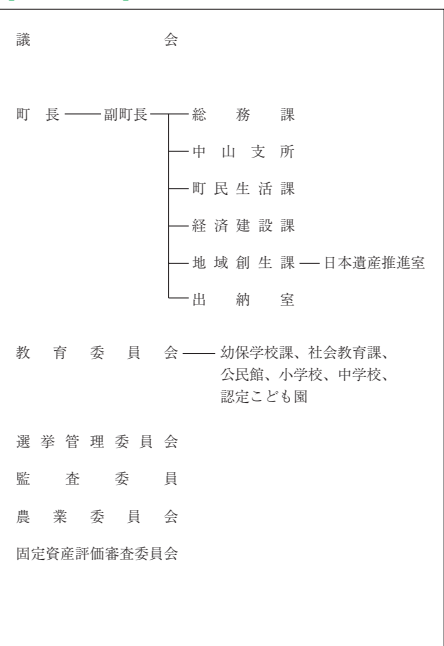 議会
町長 副町長 総務課
中山支所
町民生活課
経済建設課
地域創生課 日本遺産推進室
出納室
教育委員会 幼保学校課、社会教育課、
公民館、小学校、中学校、
認定こども園
選挙管理委員会
監査委員
農業委員会
固定資産評価審査委員会